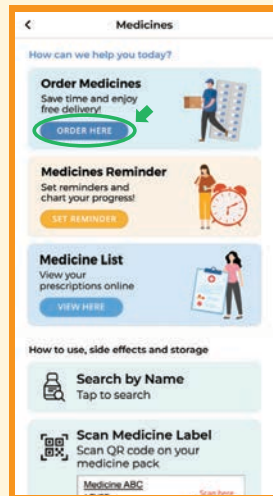 Medicines
How can we help you today?
Order Medicines
Save time and enjoy
free delivery!
ORDER HERE
Medicines Reminder
Set reminders and
chart your progress!
SET REMINDER
Medicine List
View your
prescriptions online
VIEW HERE
How to use, side effects and storage
Search by Name
Tap to search
Scan Medicine Label
Scan QR code on your
medicine pack
Medicine ABC
Scan here